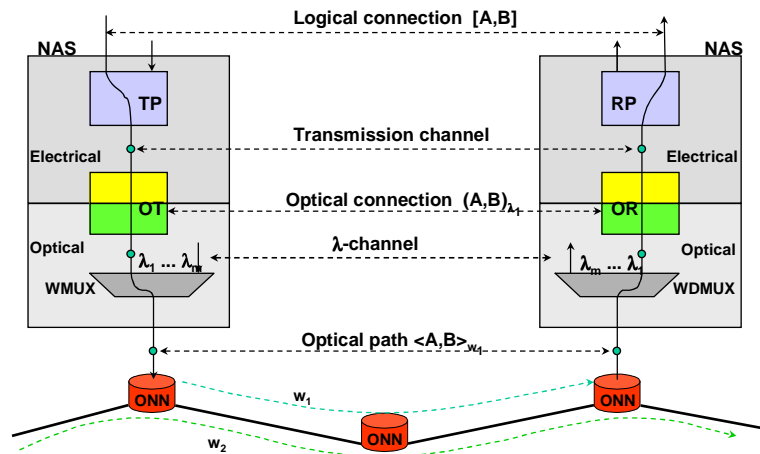 Logical connection [A,B]
NAS
NAS
TP
RP
Transmission channel
Electrical
Electrical
OT
Optical connection (A,B)λ1
OR
Optical
λ-channel
Optical
λ1 ... λm
λm ... λ1
WMUX
WDMUX
Optical path <A,B>w1
ONN
w1
ONN
w2
ONN